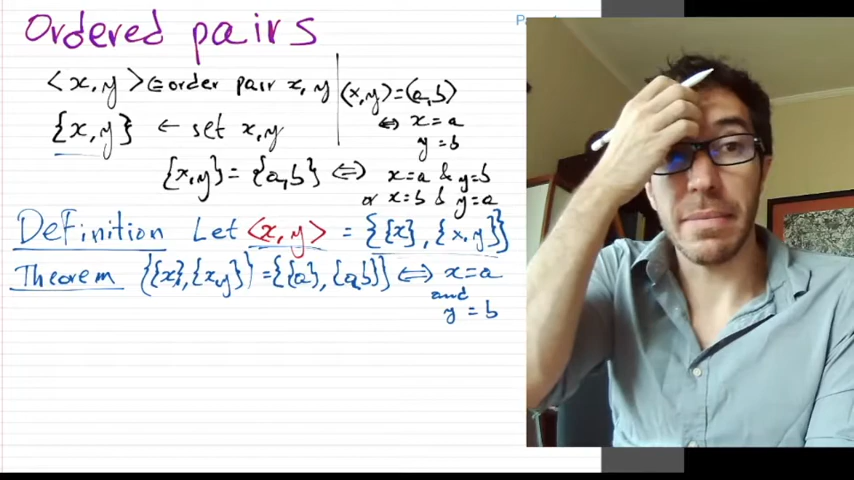 Ordered pairs
<x,y> ≡ order pair x, y
(x,y)=(a,b)
⇔ x=a
y=b
{x,y} ← set x,y
{x,y} = {a,b} ⇔ x=a & y=b
or x=b & y=a
Definition Let <x,y> = {{x},{x,y}}
Theorem {{x},{x,y}}={{a},{a,b}} ⇔ x=a
and
y=b